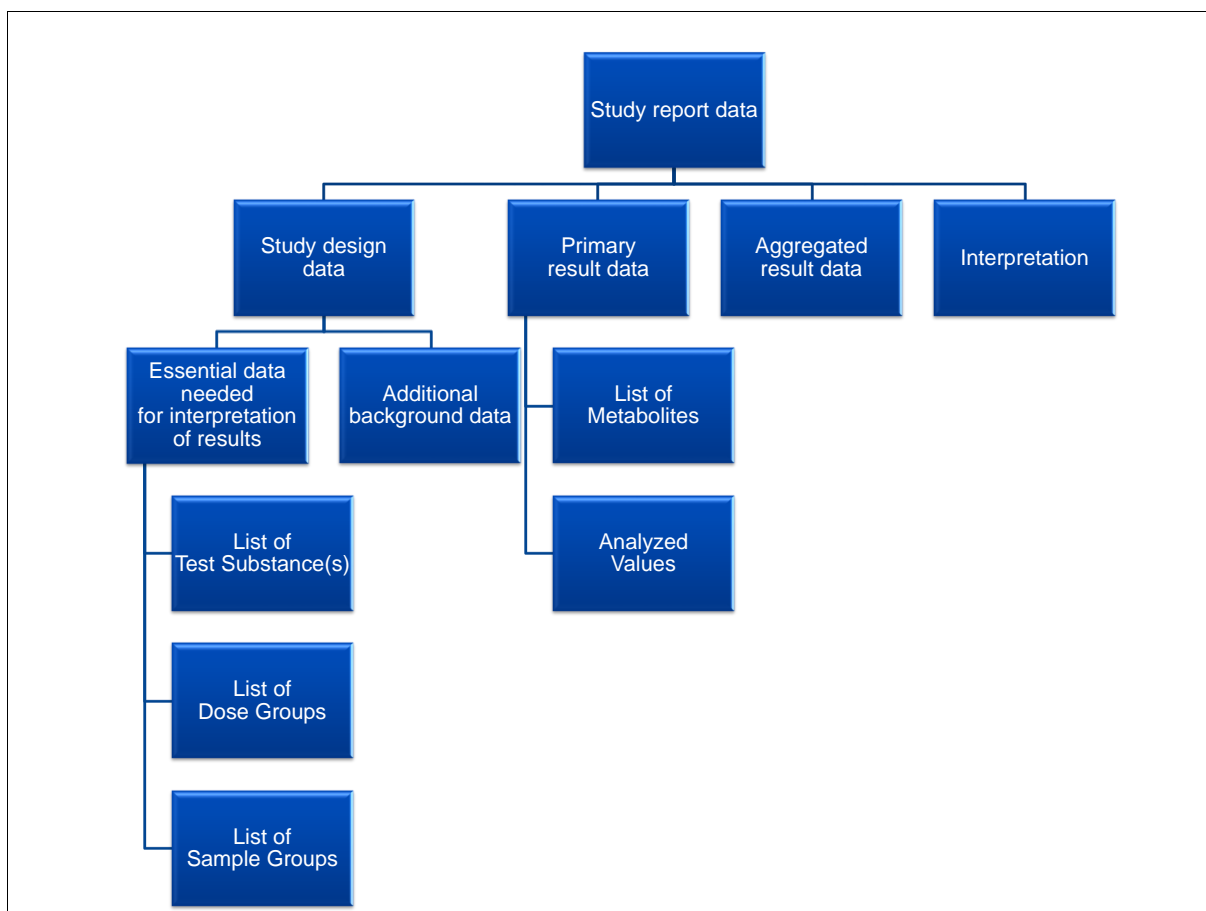 Study report data
Study design
data
Primary
result data
Aggregated
result data
Interpretation
Essential data
needed
for interpretation
of results
Additional
background data
List of
Metabolites
List of
Test Substance(s)
Analyzed
Values
List of
Dose Groups
List of
Sample Groups